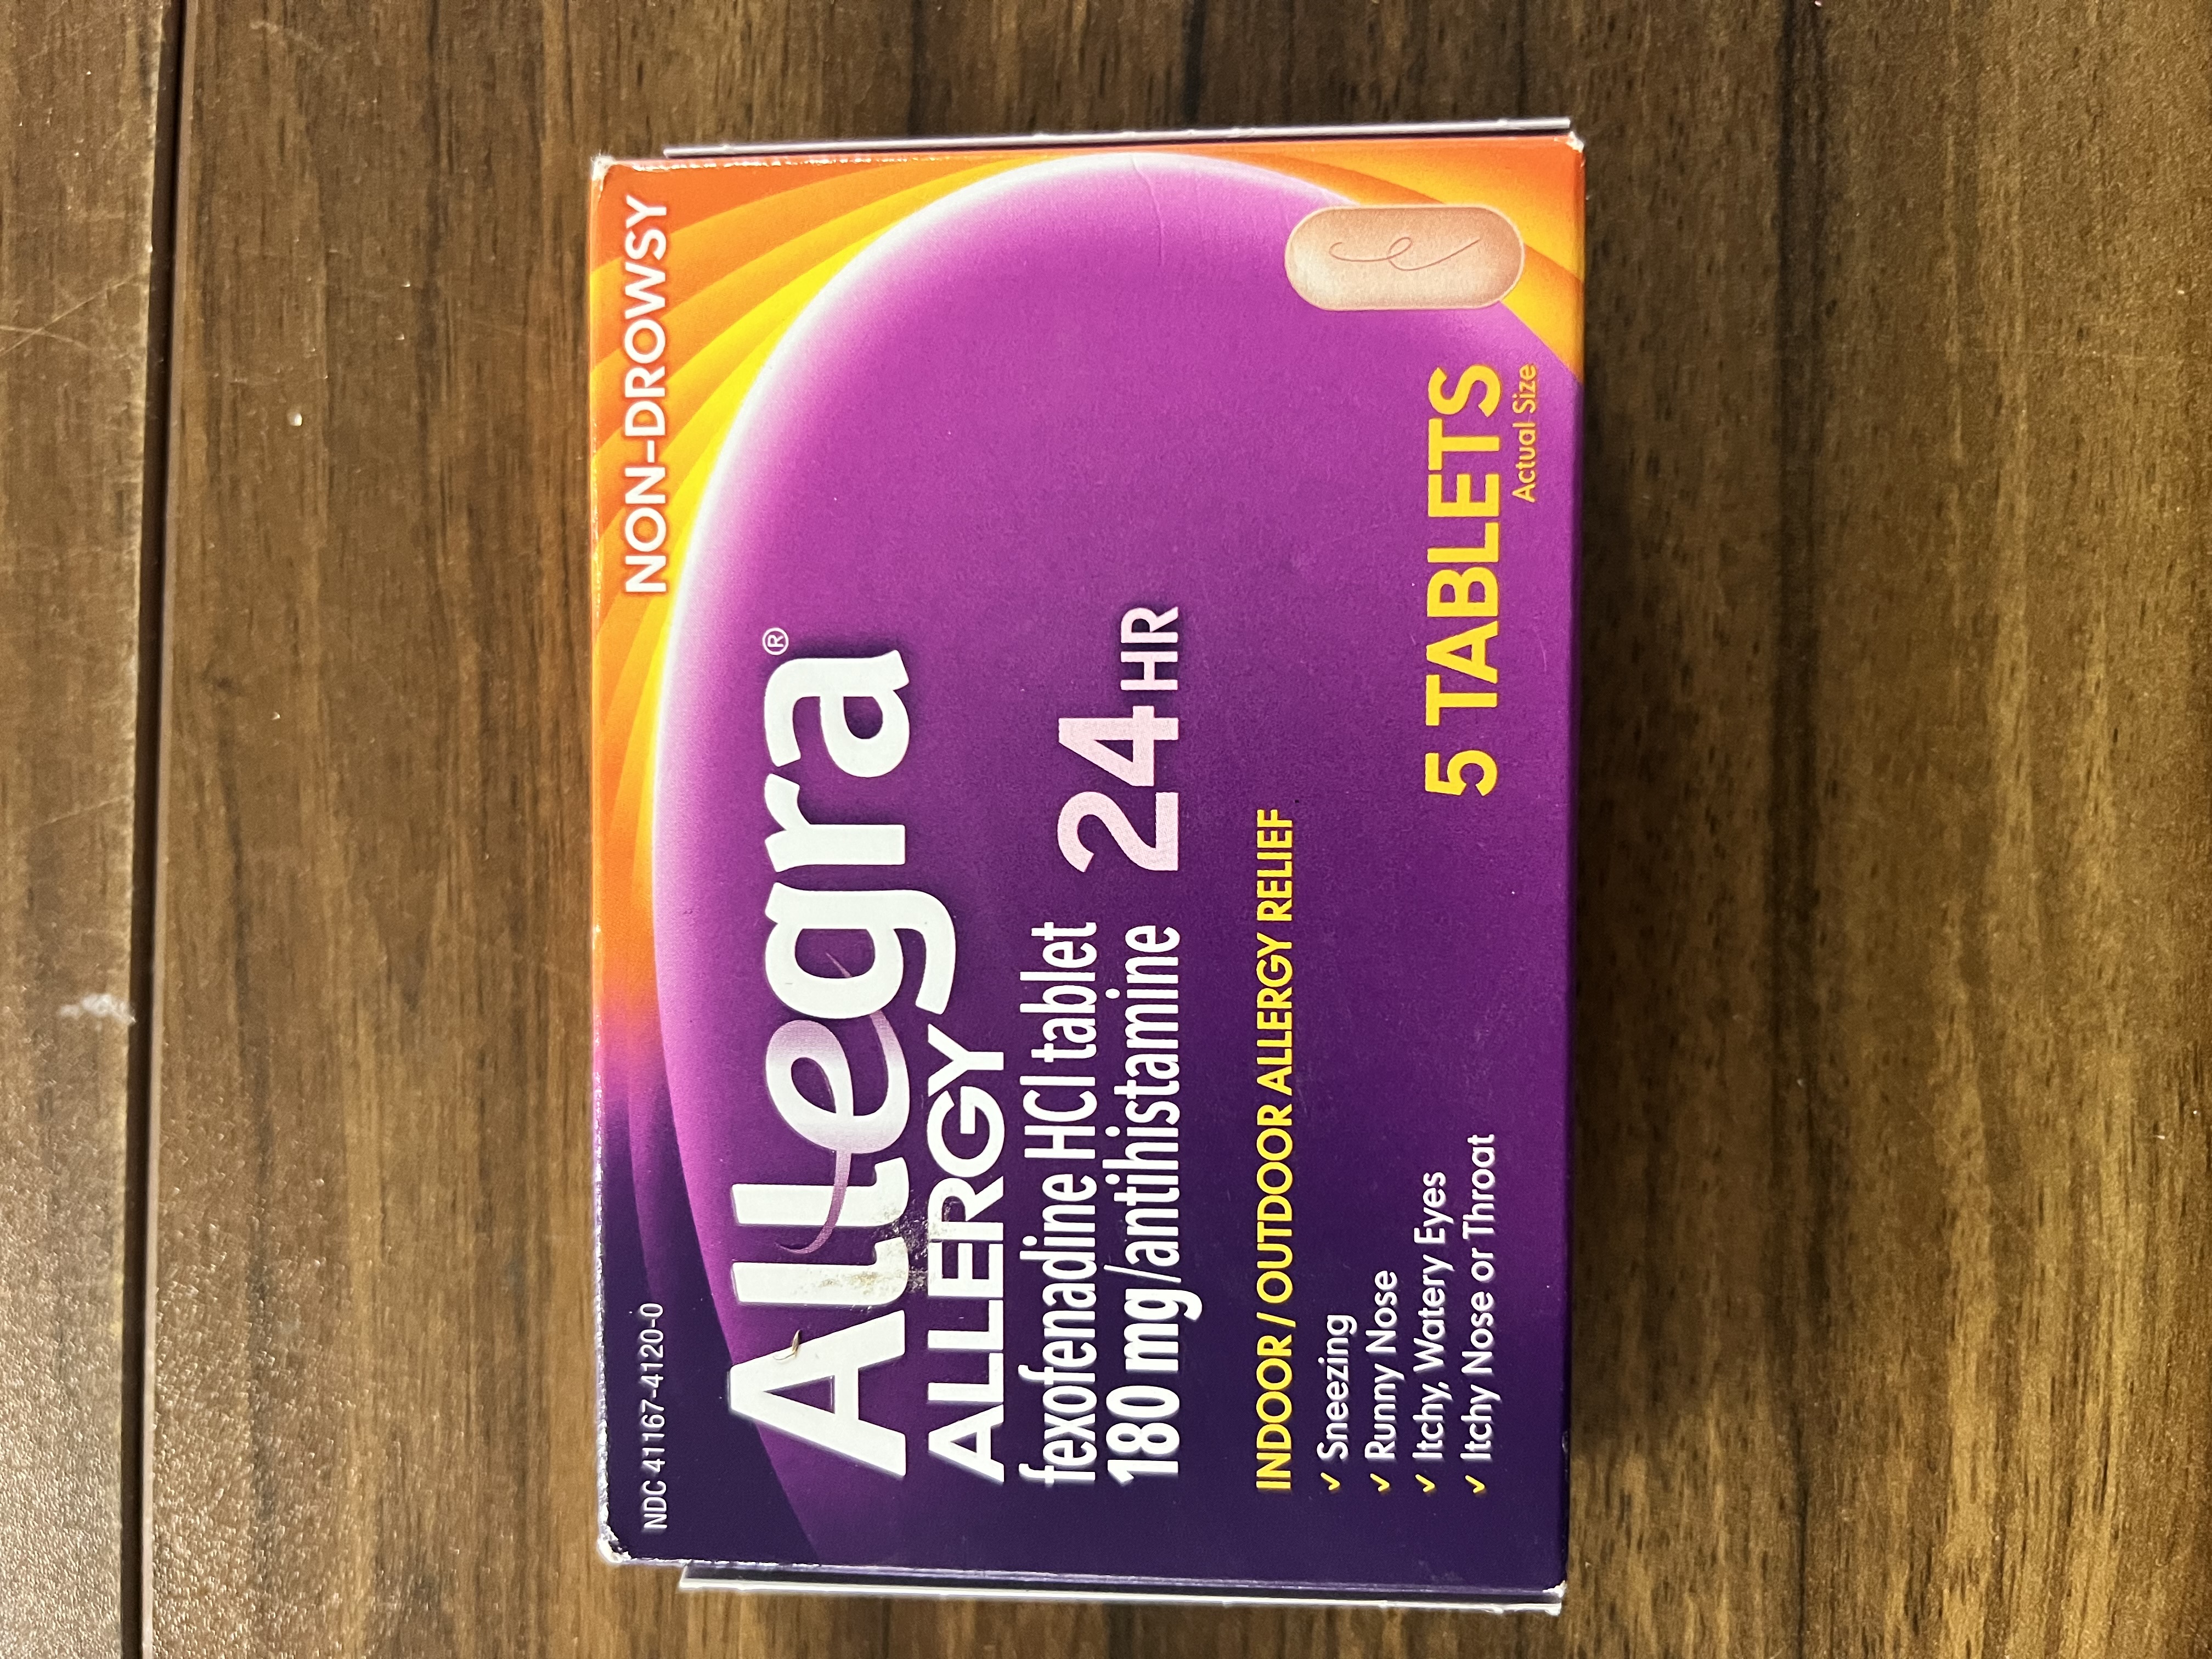 NDC 41167-4120-0
NON-DROWSY
Allegra®
ALLERGY
fexofenadine HCl tablet
180 mg/antihistamine
24 HR
INDOOR / OUTDOOR ALLERGY RELIEF
✓ Sneezing
✓ Runny Nose
✓ Itchy, Watery Eyes
✓ Itchy Nose or Throat
5 TABLETS
Actual Size